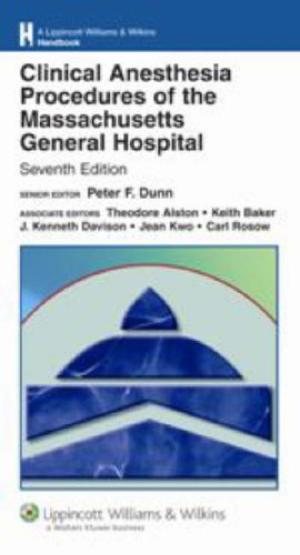 H A Lippincott Williams & Wilkins
Handbook
Clinical Anesthesia
Procedures of the
Massachusetts
General Hospital
Seventh Edition
SENIOR EDITOR Peter F. Dunn
ASSOCIATE EDITORS Theodore Alston • Keith Baker
J. Kenneth Davison • Jean Kwo • Carl Rosow
Lippincott Williams & Wilkins
a Wolters Kluwer business